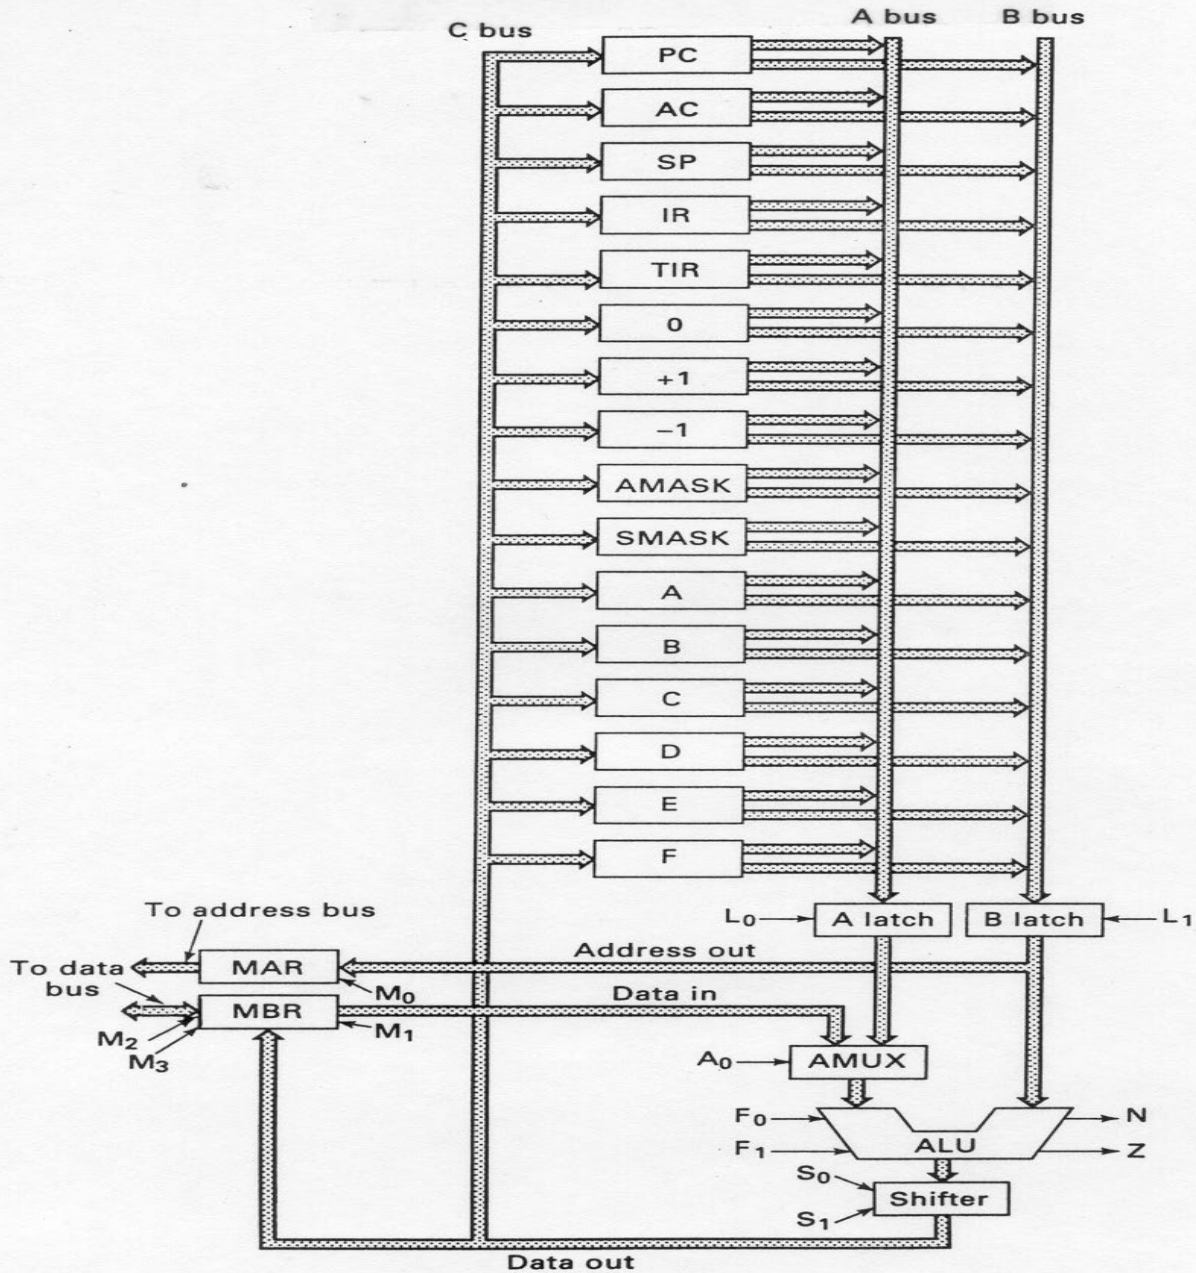 C bus
A bus
B bus
PC
AC
SP
IR
TIR
0
+1
−1
AMASK
SMASK
A
B
C
D
E
F
To address bus
L0
A latch
B latch
L1
Address out
MAR
M0
To data
bus
Data in
MBR
M1
M2
M3
A0
AMUX
F0
N
F1
ALU
Z
S0
Shifter
S1
Data out